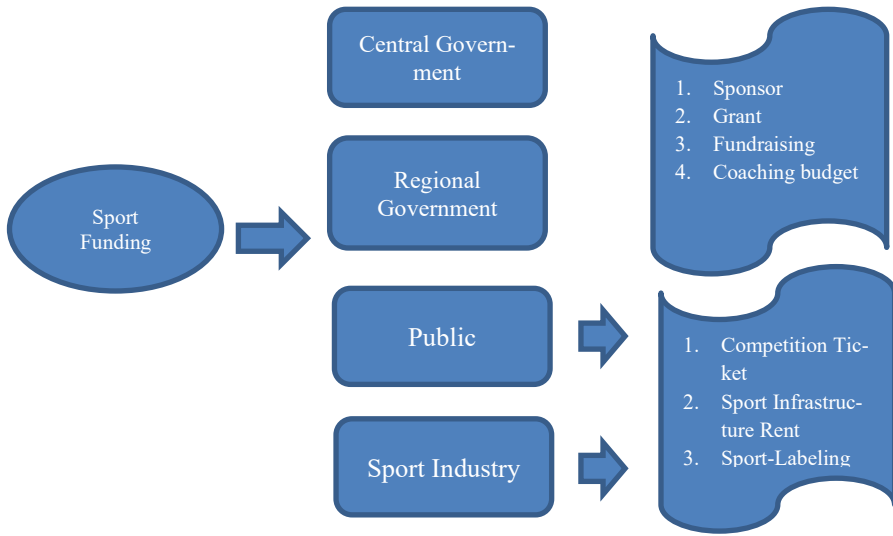 Sport
Funding
Central Govern-
ment
Regional
Government
Public
Sport Industry
1. Sponsor
2. Grant
3. Fundraising
4. Coaching budget
1. Competition Tic-
ket
2. Sport Infrastruc-
ture Rent
3. Sport-Labeling